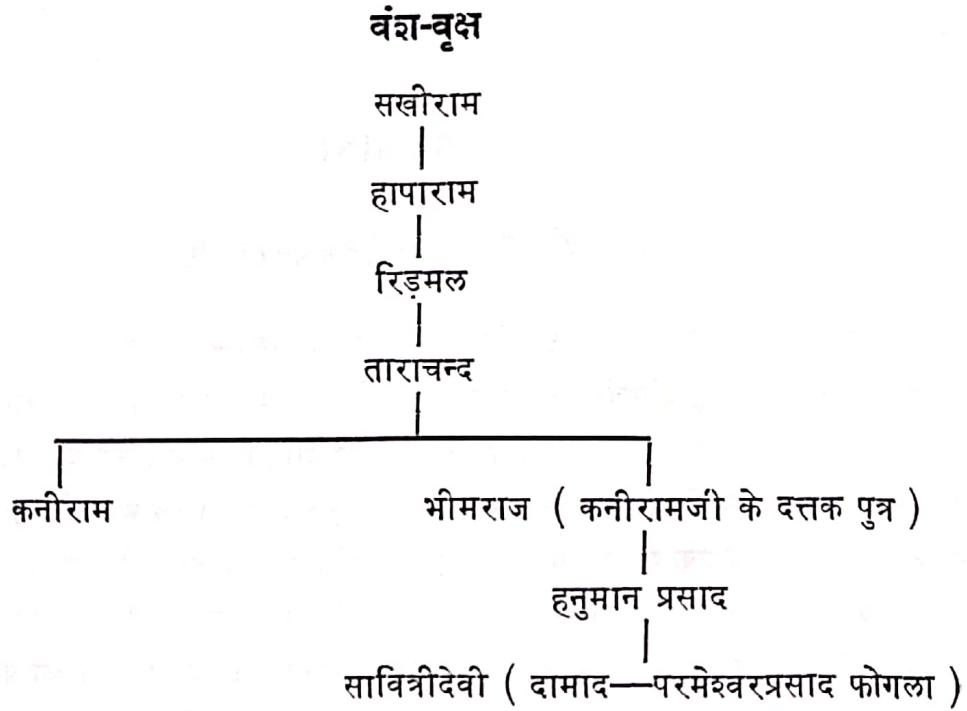 वंश-वृक्ष
सखीराम
हापाराम
रिड़मल
ताराचन्द
कनीराम
भीमराज ( कनीरामजी के दत्तक पुत्र )
हनुमान प्रसाद
सावित्रीदेवी ( दामाद—परमेश्वरप्रसाद फोगला )